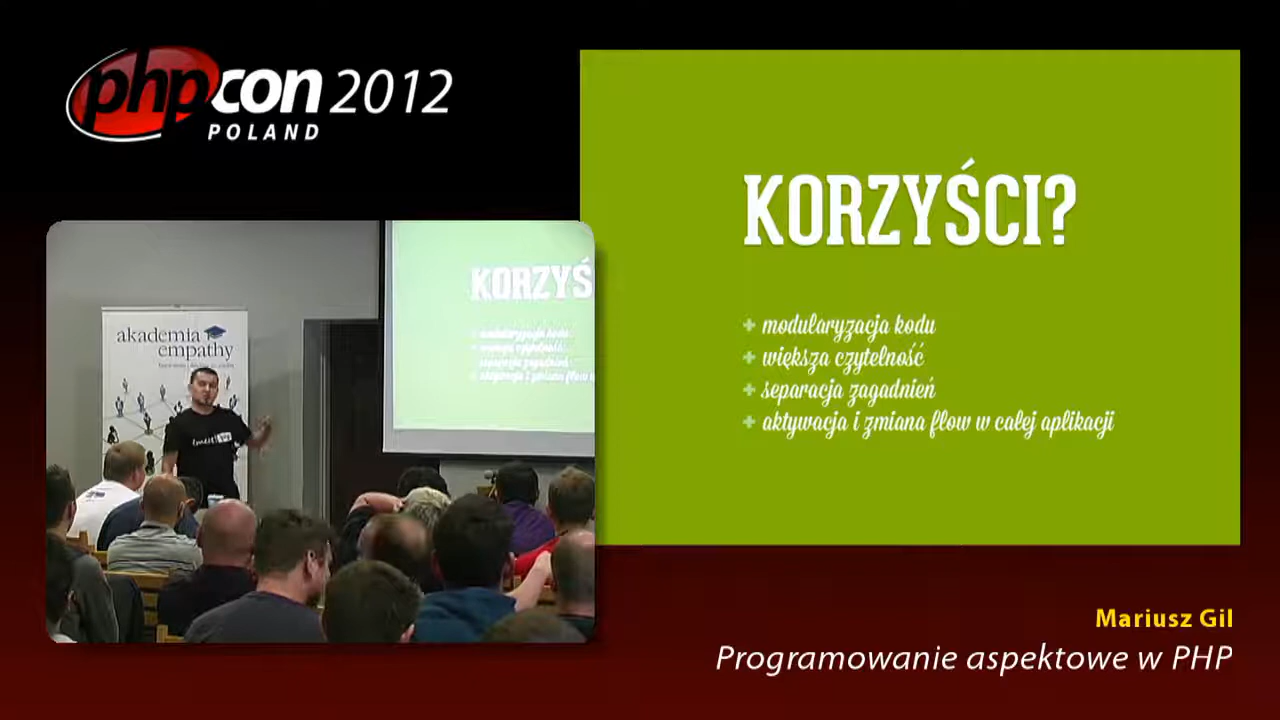 phpcon 2012
POLAND
KORZYŚCI?
+ modularyzacja kodu
+ większa czytelność
+ separacja zagadnień
+ aktywacja i zmiana flow w całej aplikacji
akademia
empathy
KORZYŚ
Mariusz Gil
Programowanie aspektowe w PHP